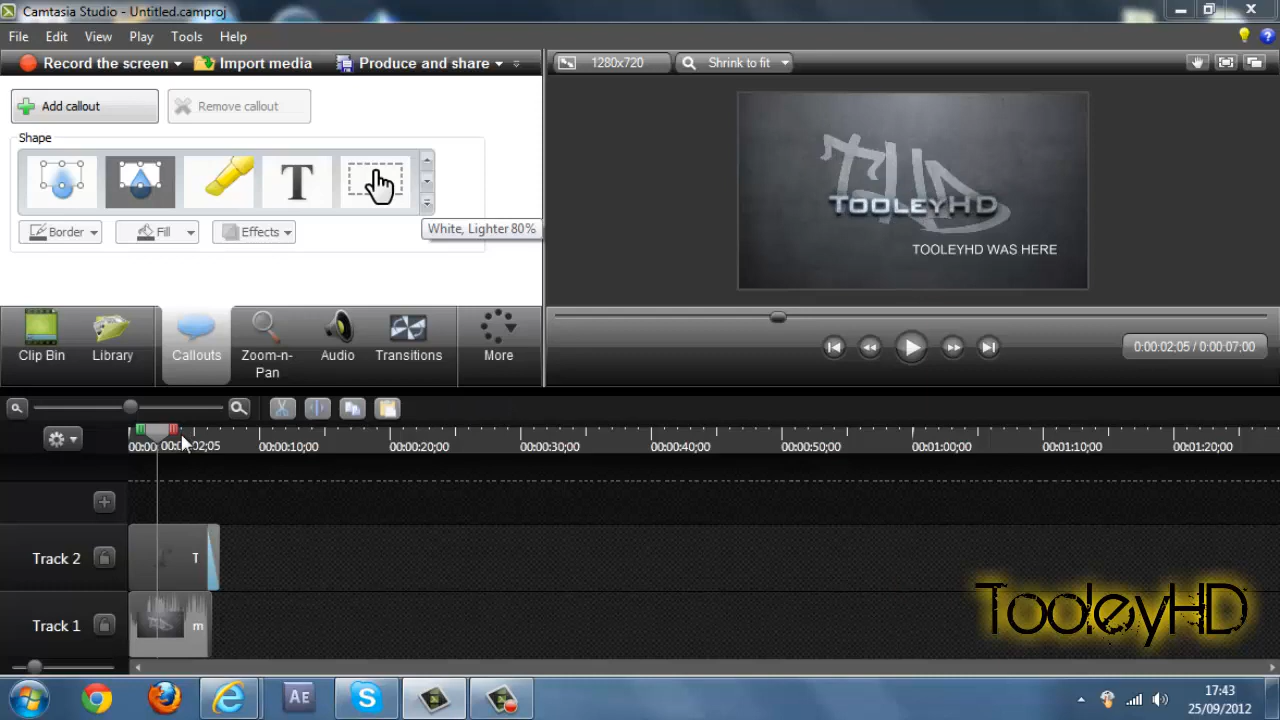 Camtasia Studio - Untitled.camproj
File Edit View Play Tools Help
Record the screen Import media Produce and share
1280x720 Shrink to fit
Add callout Remove callout
Shape
T
Border Fill Effects
White, Lighter 80%
TOOLEYHD
TOOLEYHD WAS HERE
Clip Bin Library Callouts Zoom-n-Pan Audio Transitions More
0:00:02;05 / 0:00:07;00
00:00 00:00:02;05 00:00:10;00 00:00:20;00 00:00:30;00 00:00:40;00 00:00:50;00 00:01:00;00 00:01:10;00 00:01:20;00
Track 2 T
Track 1 m
TooleyHD
AE
17:43
25/09/2012